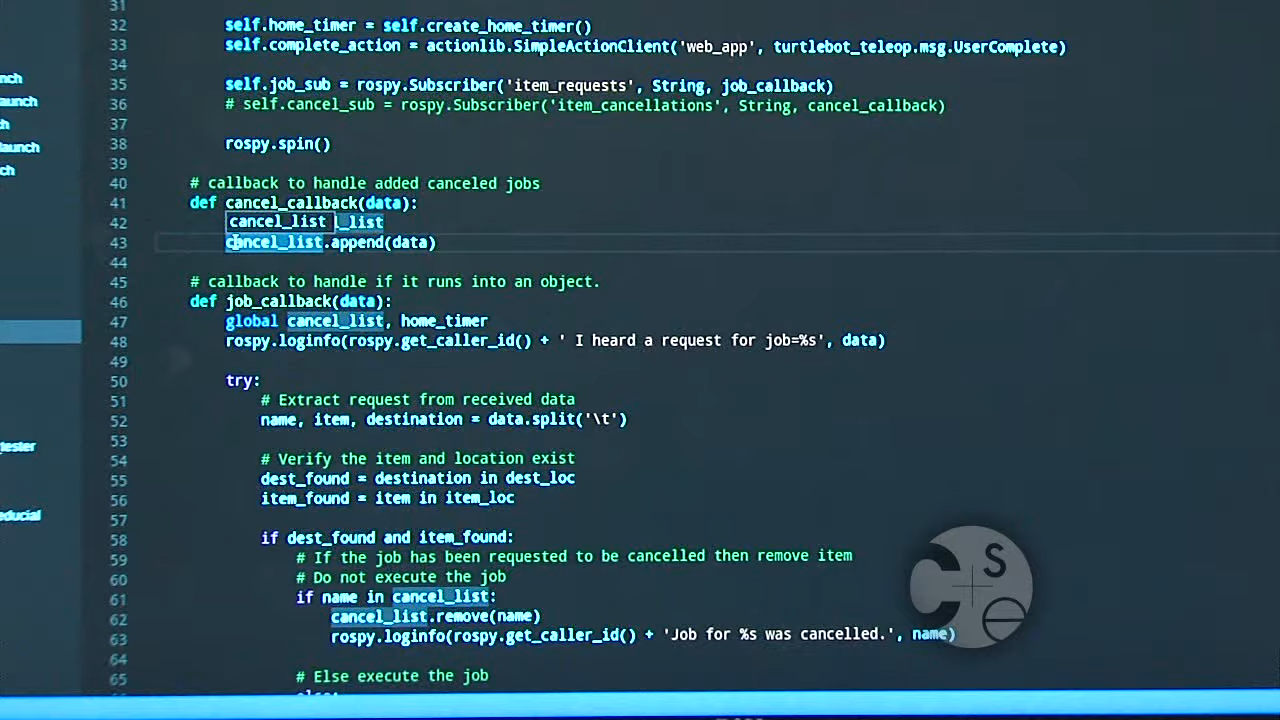 31
32 self.home_timer = self.create_home_timer()
33 self.complete_action = actionlib.SimpleActionClient('web_app', turtlebot_teleop.msg.UserComplete)
34
35 self.job_sub = rospy.Subscriber('item_requests', String, job_callback)
36 # self.cancel_sub = rospy.Subscriber('item_cancellations', String, cancel_callback)
37
38 rospy.spin()
39
40 # callback to handle added canceled jobs
41 def cancel_callback(data):
42 cancel_list l_list
43 cancel_list.append(data)
44
45 # callback to handle if it runs into an object.
46 def job_callback(data):
47 global cancel_list, home_timer
48 rospy.loginfo(rospy.get_caller_id() + ' I heard a request for job=%s', data)
49
50 try:
51 # Extract request from received data
52 name, item, destination = data.split('\t')
53
54 # Verify the item and location exist
55 dest_found = destination in dest_loc
56 item_found = item in item_loc
57
58 if dest_found and item_found:
59 # If the job has been requested to be cancelled then remove item
60 # Do not execute the job
61 if name in cancel_list:
62 cancel_list.remove(name)
63 rospy.loginfo(rospy.get_caller_id() + 'Job for %s was cancelled.', name)
64
65 # Else execute the job
nch
aunch
ch
launch
ch
tester
educial
C S e